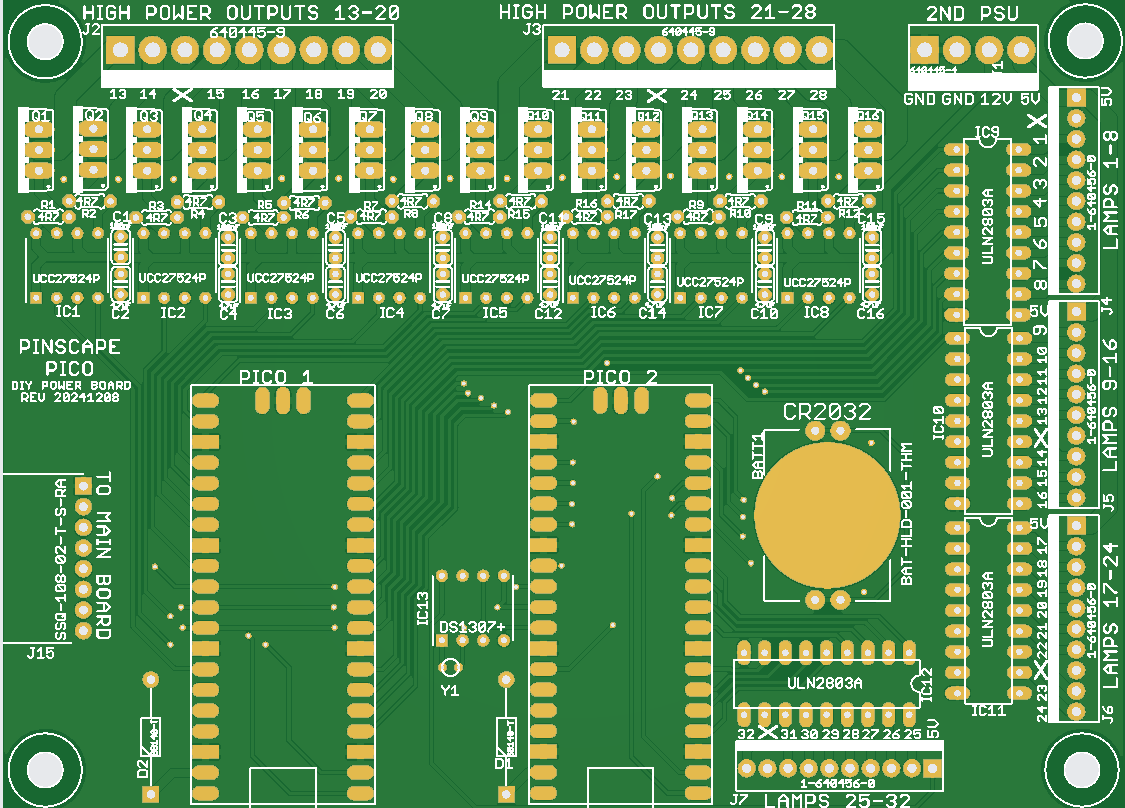 HIGH POWER OUTPUTS 13-20
HIGH POWER OUTPUTS 21-28
2ND PSU
J2
640445-9
J3
640445-9
13 14 X 15 16 17 18 19 20
21 22 23 X 24 25 26 27 28
GND GND 12V 5V
Q1 Q2 Q3 Q4 Q5 Q6 Q7 Q8 Q9 Q10 Q11 Q12 Q13 Q14 Q15 Q16
R1 4R7 4R7 R2 R3 4R7 4R7 R4 R5 4R7 4R7 R6 R7 4R7 4R7 R8 R14 4R7 4R7 R15 R16 4R7 4R7 R17 R9 4R7 4R7 R10 R11 4R7 4R7 R12
C1 C3 C5 C8 C11 C13 C9 C15
UCC27524P UCC27524P UCC27524P UCC27524P UCC27524P UCC27524P UCC27524P UCC27524P
IC1 C2 IC2 C4 IC3 C6 IC4 C7 IC5 C12 IC6 C14 IC7 C10 IC8 C16
PINSCAPE
PICO
DIY POWER BOARD
REV 20241208
PICO 1
PICO 2
CR2032
BATT1
BAT-HLD-001-THM
TO MAIN BOARD
SSQ-108-02-T-S-RA
J15
IC13
DS1307+
Y1
D2
D1
IC9
ULN2803A
5V
X 1 2 3 4 5 6 7 8
1-640456-0
LAMPS 1-8
J4
IC10
ULN2803A
5V
9 10 11 12 13 X 14 15 16
1-640456-0
LAMPS 9-16
J5
ULN2803A
IC11
5V
17 18 19 20 21 22 X 23 24
1-640456-0
LAMPS 17-24
J6
ULN2803A
IC12
32 X 31 30 29 28 27 26 25 5V
1-640456-0
J7
LAMPS 25-32